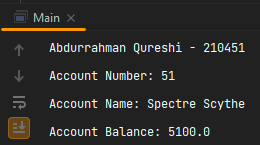 Main
Abdurrahman Qureshi - 210451
Account Number: 51
Account Name: Spectre Scythe
Account Balance: 5100.0